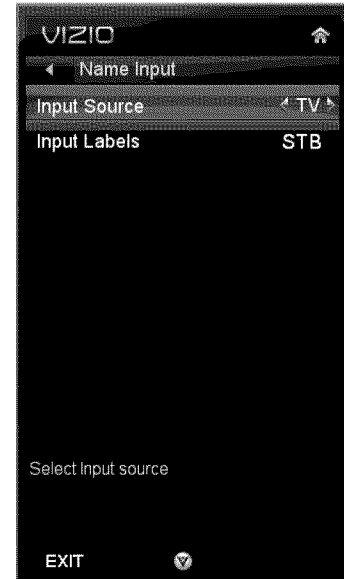 VIZIO
Name Input
Input Source TV
Input Labels STB
Select Input source
EXIT